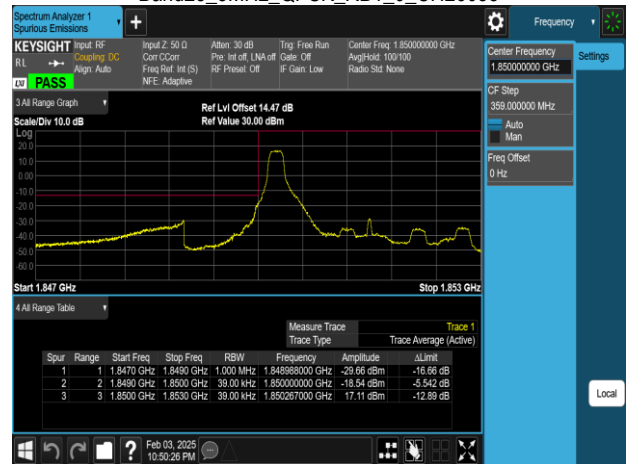 Spectrum Analyzer 1
Spurious Emissions
Frequency
KEYSIGHT
RL
LXI
PASS
Input: RF
Coupling: DC
Align: Auto
Input Z: 50 Ω
Corr CCorr
Freq Ref: Int (S)
NFE: Adaptive
Atten: 30 dB
Pre: Int off, LNA off
RF Presel: Off
Trig: Free Run
Gate: Off
IF Gain: Low
Center Freq: 1.850000000 GHz
Avg|Hold: 100/100
Radio Std: None
Center Frequency
1.850000000 GHz
Settings
CF Step
359.000000 MHz
Auto
Man
Freq Offset
0 Hz
3 All Range Graph
Scale/Div 10.0 dB
Ref Lvl Offset 14.47 dB
Ref Value 30.00 dBm
Log
20.0
10.0
0.00
-10.0
-20.0
-30.0
-40.0
-50.0
-60.0
Start 1.847 GHz
Stop 1.853 GHz
4 All Range Table
Measure Trace Trace 1
Trace Type Trace Average (Active)
Spur Range Start Freq Stop Freq RBW Frequency Amplitude ΔLimit
1 1 1.8470 GHz 1.8490 GHz 1.000 MHz 1.848988000 GHz -29.66 dBm -16.66 dB
2 2 1.8490 GHz 1.8500 GHz 39.00 kHz 1.850000000 GHz -18.54 dBm -5.542 dB
3 3 1.8500 GHz 1.8530 GHz 39.00 kHz 1.850267000 GHz 17.11 dBm -12.89 dB
Local
Feb 03, 2025
10:50:26 PM